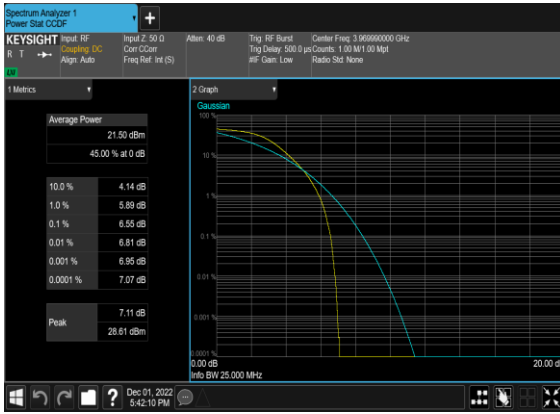 Spectrum Analyzer 1
Power Stat CCDF
KEYSIGHT
R T
LXI
Input: RF
Coupling: DC
Align: Auto
Input Z: 50 Ω
Corr CCorr
Freq Ref: Int (S)
Atten: 40 dB
Trig: RF Burst
Trig Delay: 500.0 µs
#IF Gain: Low
Center Freq: 3.969990000 GHz
Counts: 1.00 M/1.00 Mpt
Radio Std: None
1 Metrics
Average Power
21.50 dBm
45.00 % at 0 dB
10.0 % 4.14 dB
1.0 % 5.89 dB
0.1 % 6.55 dB
0.01 % 6.81 dB
0.001 % 6.95 dB
0.0001 % 7.07 dB
Peak
7.11 dB
28.61 dBm
2 Graph
Gaussian
100 %
10 %
1 %
0.1 %
0.01 %
0.001 %
0.0001 %
0.00 dB
20.00 d
Info BW 25.000 MHz
?
Dec 01, 2022
5:42:10 PM